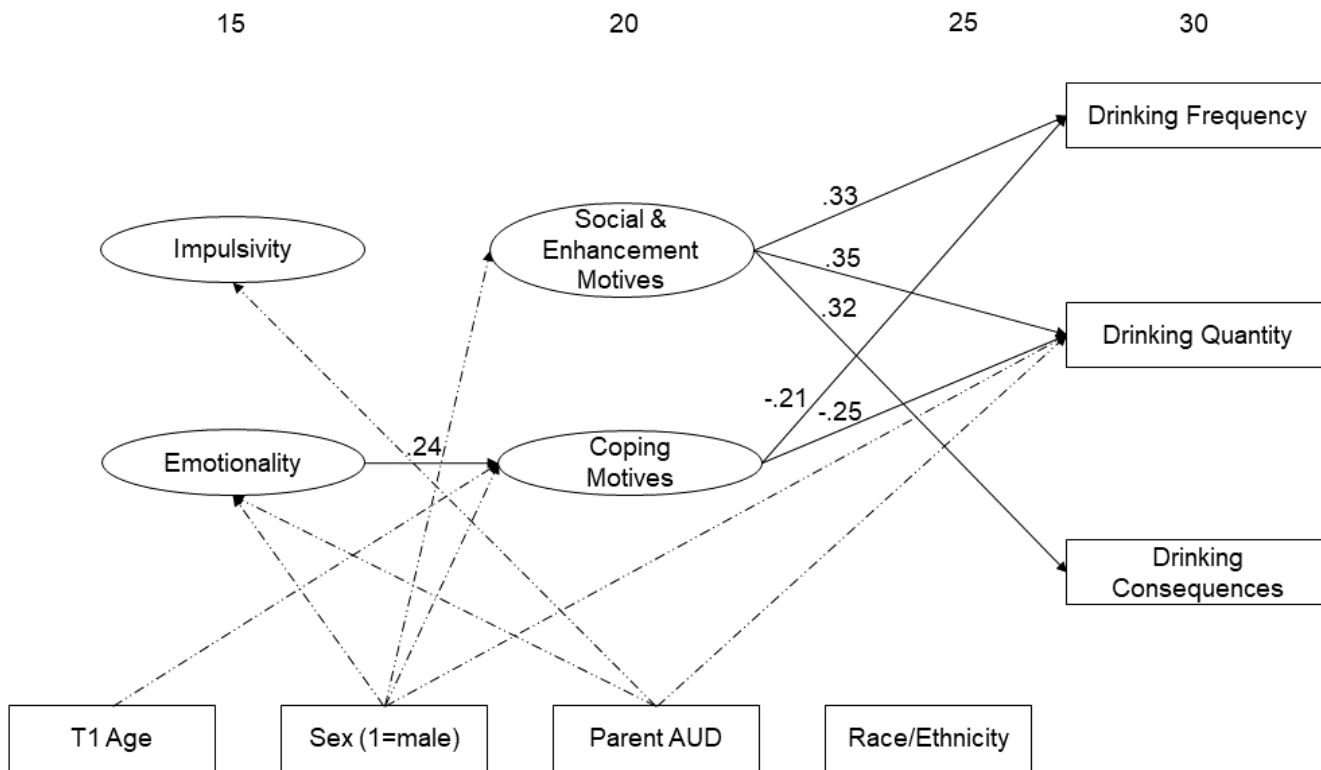 15 20 25 30
Drinking Frequency
.33
Impulsivity
Social &
Enhancement
Motives
.35
.32
Drinking Quantity
-.21
-.25
Emotionality
.24
Coping
Motives
Drinking
Consequences
T1 Age
Sex (1=male)
Parent AUD
Race/Ethnicity